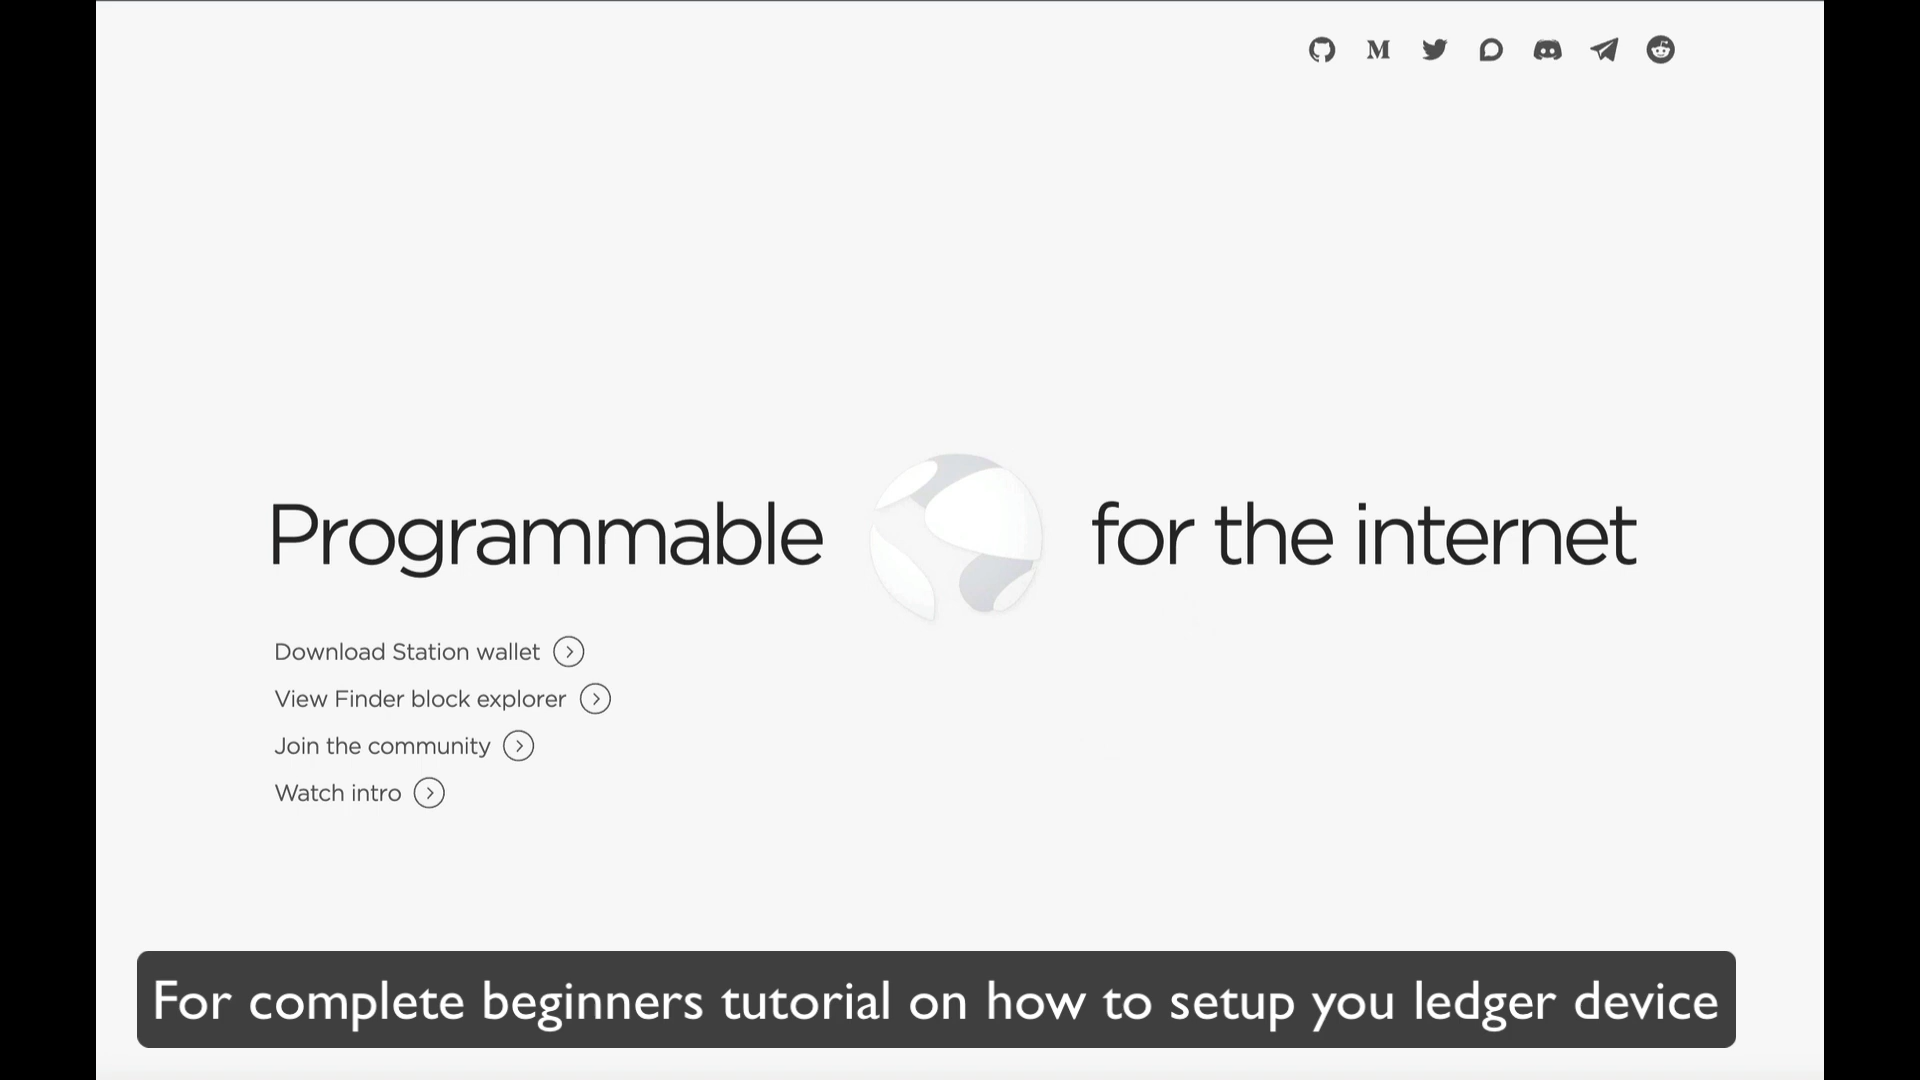 Programmable for the internet
Download Station wallet
View Finder block explorer
Join the community
Watch intro
For complete beginners tutorial on how to setup you ledger device